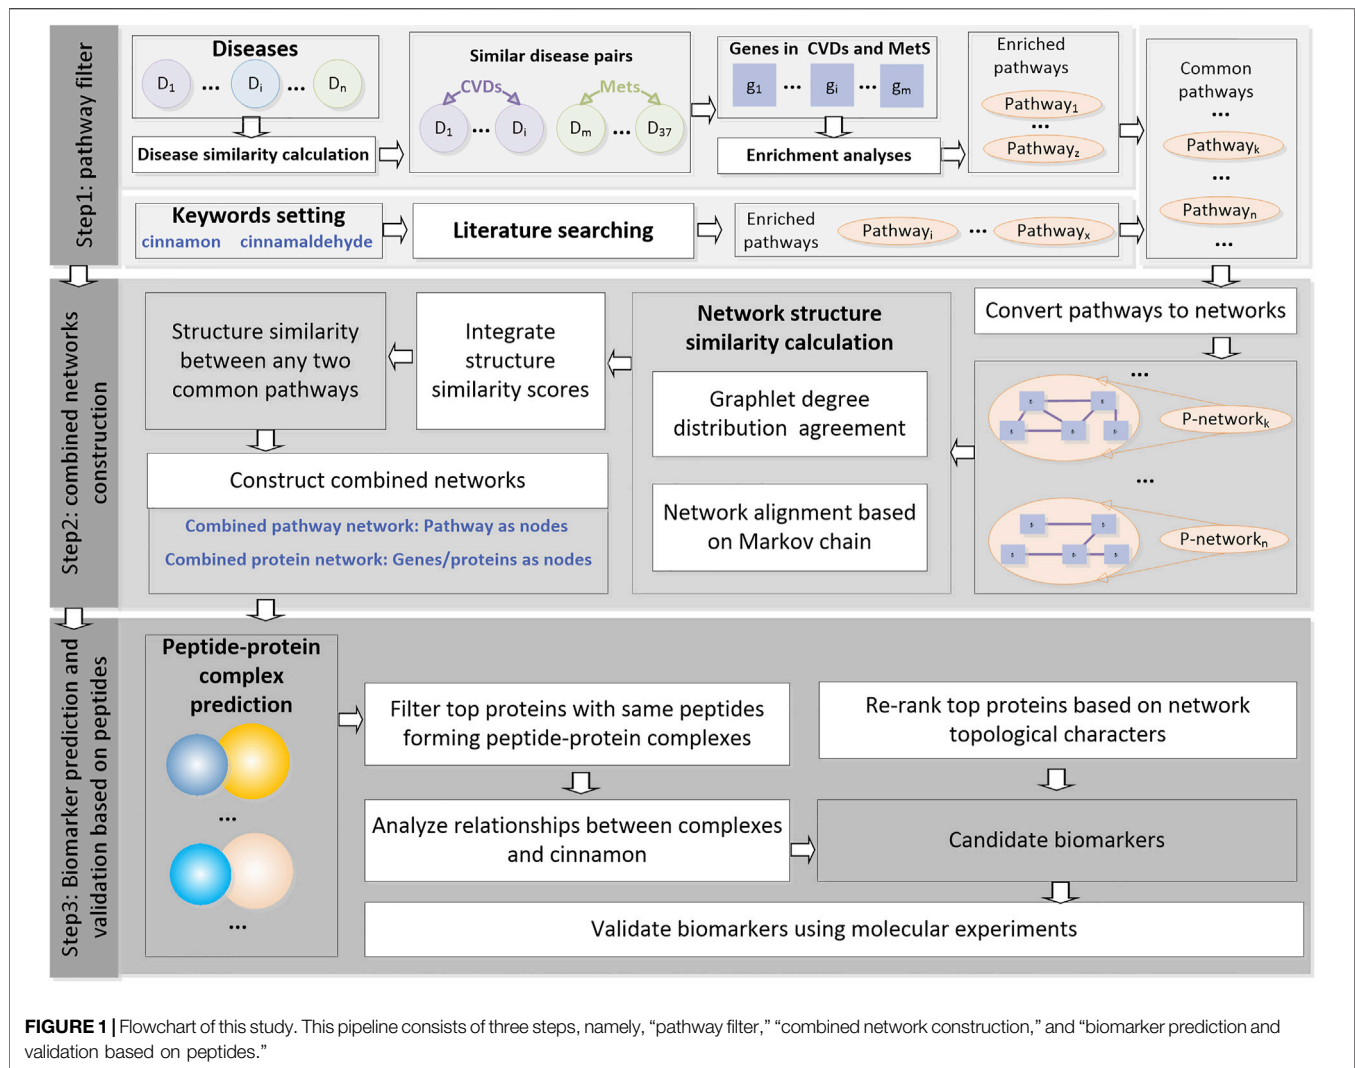 Step1: pathway filter
Diseases
D1 ... Di ... Dn
Disease similarity calculation
Similar disease pairs
CVDs
Mets
D1 ... Di
Dm ... D37
Genes in CVDs and MetS
g1 ... gi ... gm
Enrichment analyses
Enriched
pathways
Pathway1
...
Pathwayz
Common
pathways
...
Pathwayk
...
Pathwayn
...
Keywords setting
cinnamon cinnamaldehyde
Literature searching
Enriched
pathways
Pathwayi ... Pathwayx
Step2: combined networks
construction
Convert pathways to networks
...
P-networkk
...
P-networkn
Network structure
similarity calculation
Graphlet degree
distribution agreement
Network alignment based
on Markov chain
Integrate
structure
similarity scores
Structure similarity
between any two
common pathways
Construct combined networks
Combined pathway network: Pathway as nodes
Combined protein network: Genes/proteins as nodes
Step3: Biomarker prediction and
validation based on peptides
Peptide-protein
complex
prediction
...
...
Filter top proteins with same peptides
forming peptide-protein complexes
Re-rank top proteins based on network
topological characters
Analyze relationships between complexes
and cinnamon
Candidate biomarkers
Validate biomarkers using molecular experiments
FIGURE 1 | Flowchart of this study. This pipeline consists of three steps, namely, “pathway filter,” “combined network construction,” and “biomarker prediction and
validation based on peptides.”